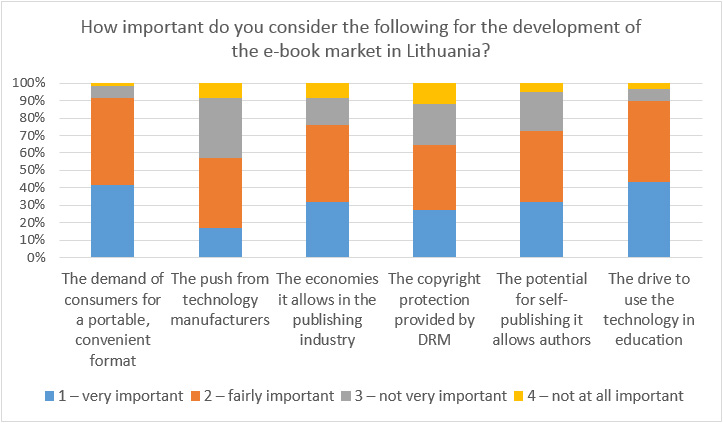 How important do you consider the following for the development of
the e-book market in Lithuania?
100%
90%
80%
70%
60%
50%
40%
30%
20%
10%
0%
The demand of
consumers for
a portable,
convenient
format
The push from
technology
manufacturers
The economies
it allows in the
publishing
industry
The copyright
protection
provided by
DRM
The potential
for self-
publishing it
allows authors
The drive to
use the
technology in
education
1 – very important 2 – fairly important 3 – not very important 4 – not at all important